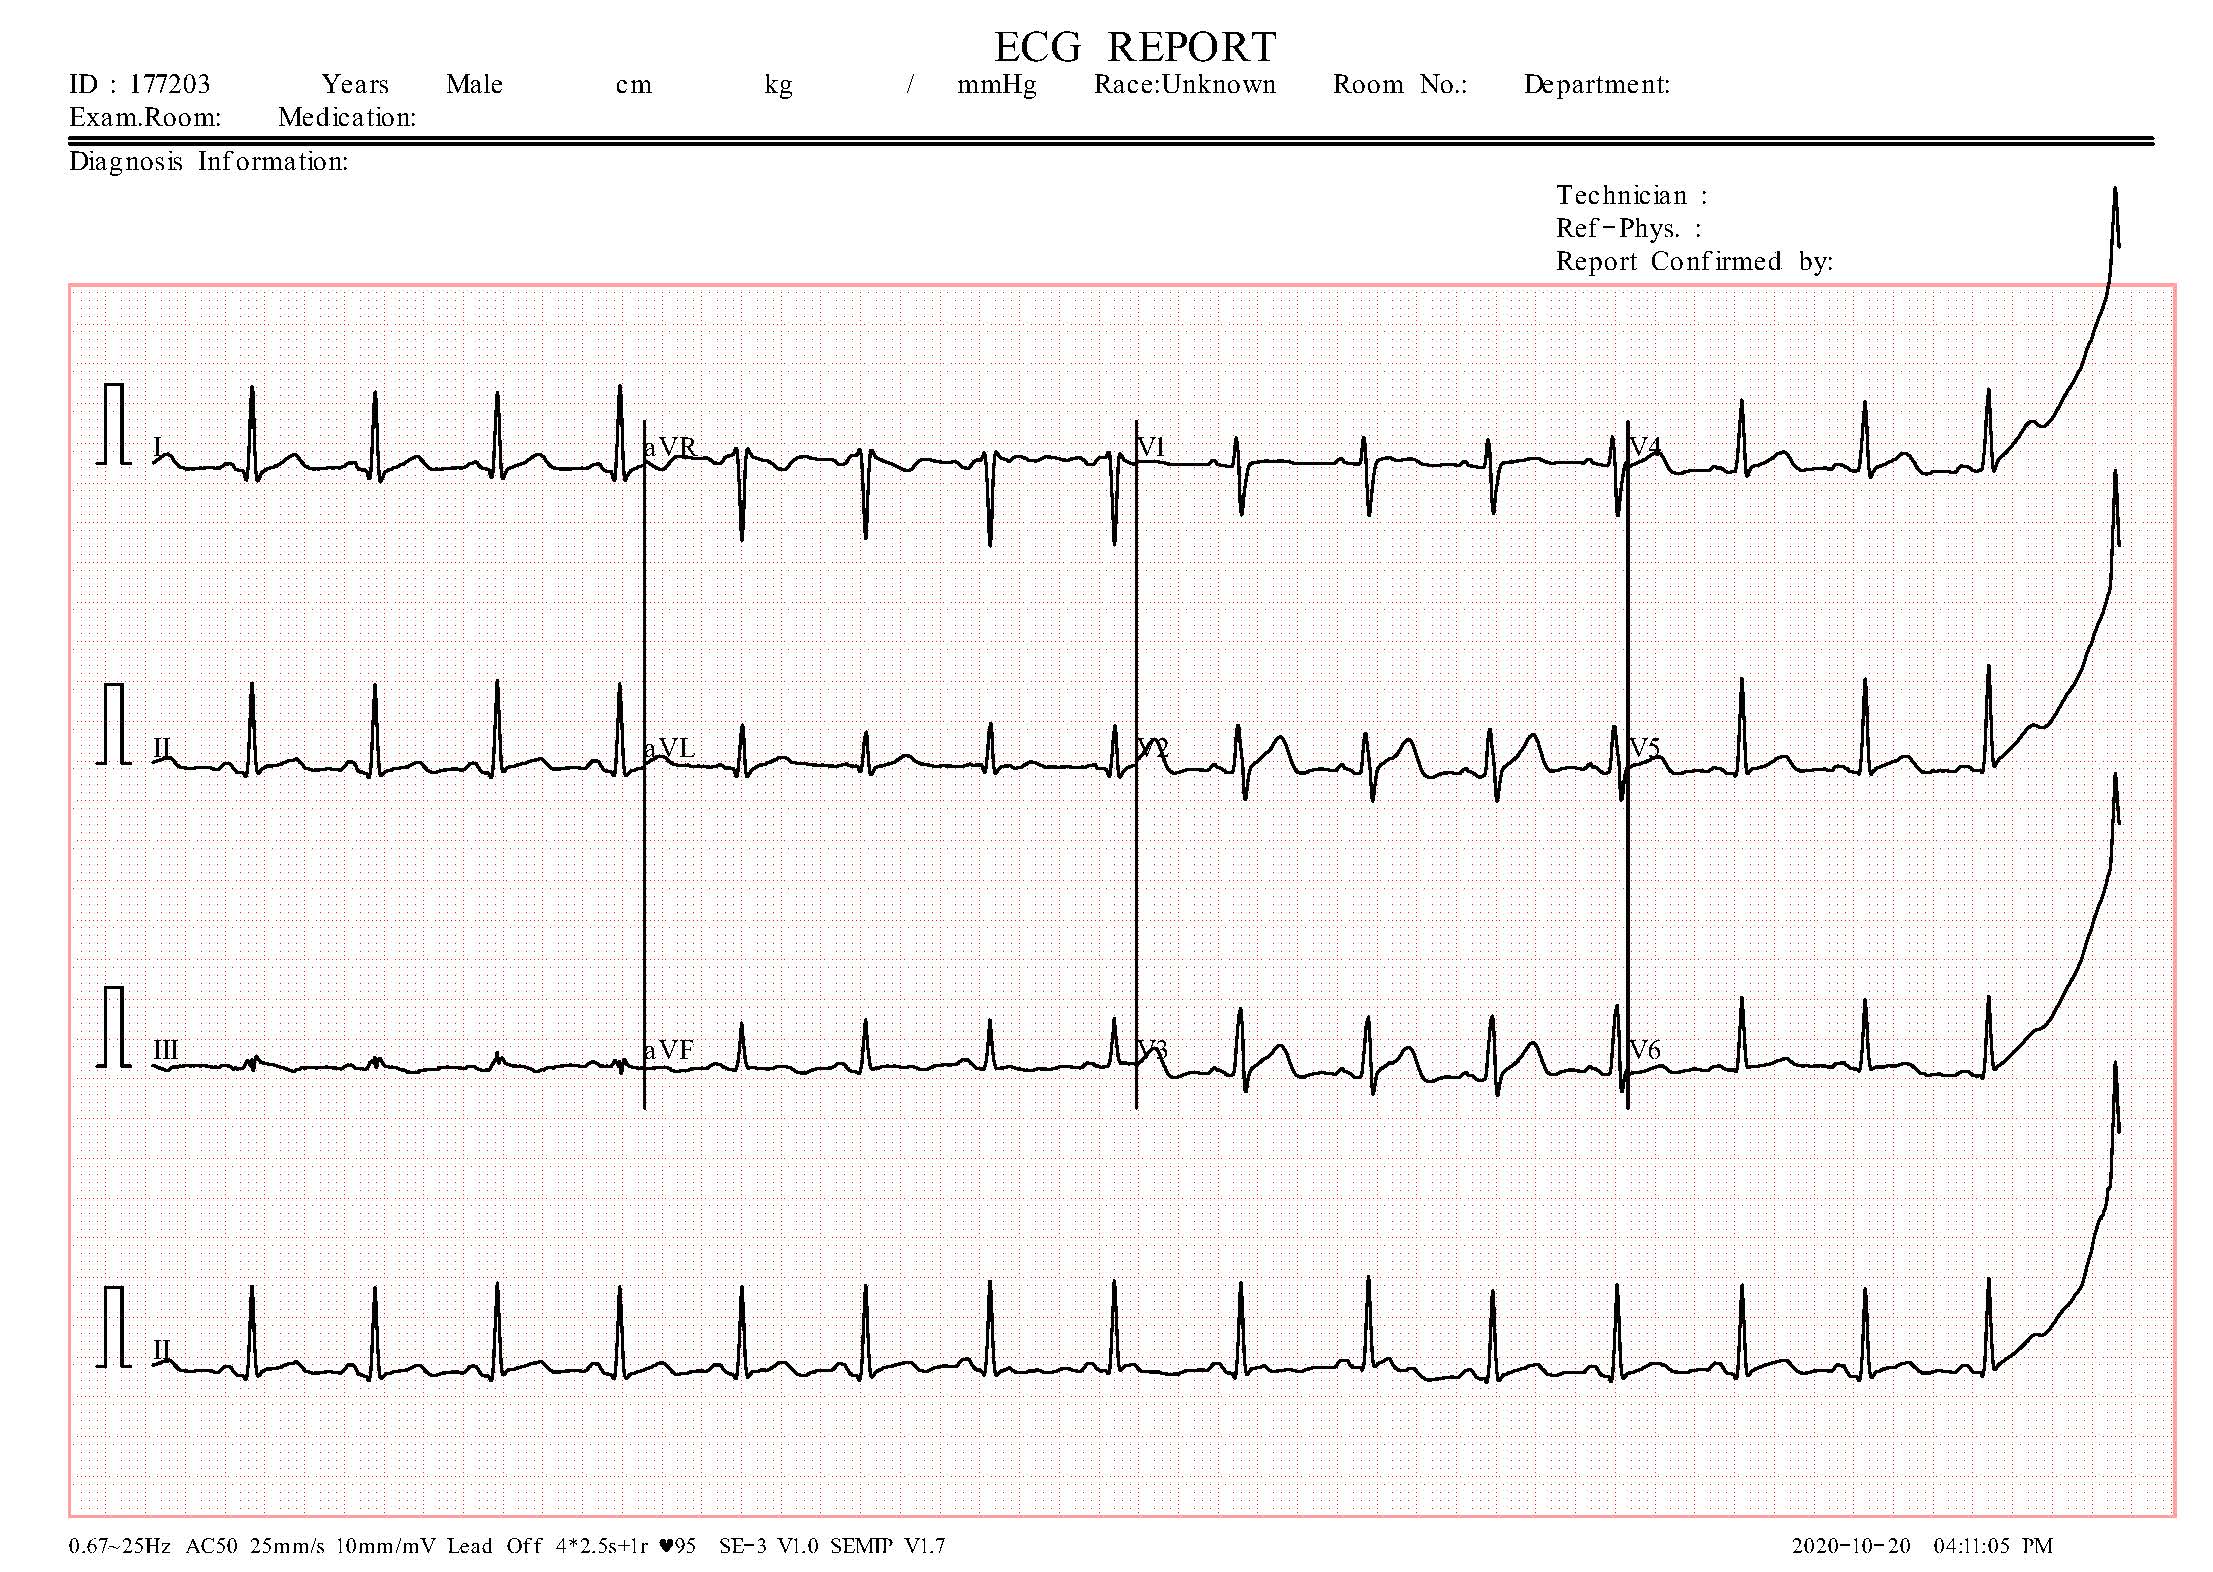 ECG REPORT
ID : 177203 Years Male cm kg / mmHg Race:Unknown Room No.: Department:
Exam.Room: Medication:
Diagnosis Information:
Technician :
Ref-Phys. :
Report Confirmed by:
I aVR V1 V4
II aVL V2 V5
III aVF V3 V6
II
0.67~25Hz AC50 25mm/s 10mm/mV Lead Off 4*2.5s+1r ♥95 SE-3 V1.0 SEMIP V1.7 2020-10-20 04:11:05 PM